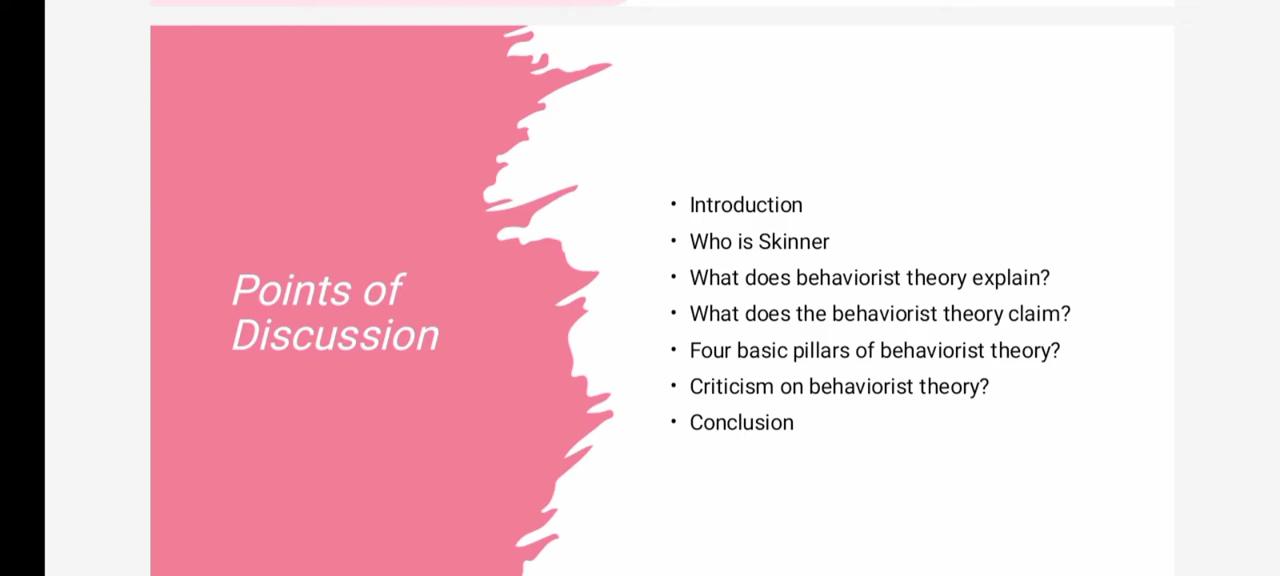 Points of
Discussion
• Introduction
• Who is Skinner
• What does behaviorist theory explain?
• What does the behaviorist theory claim?
• Four basic pillars of behaviorist theory?
• Criticism on behaviorist theory?
• Conclusion